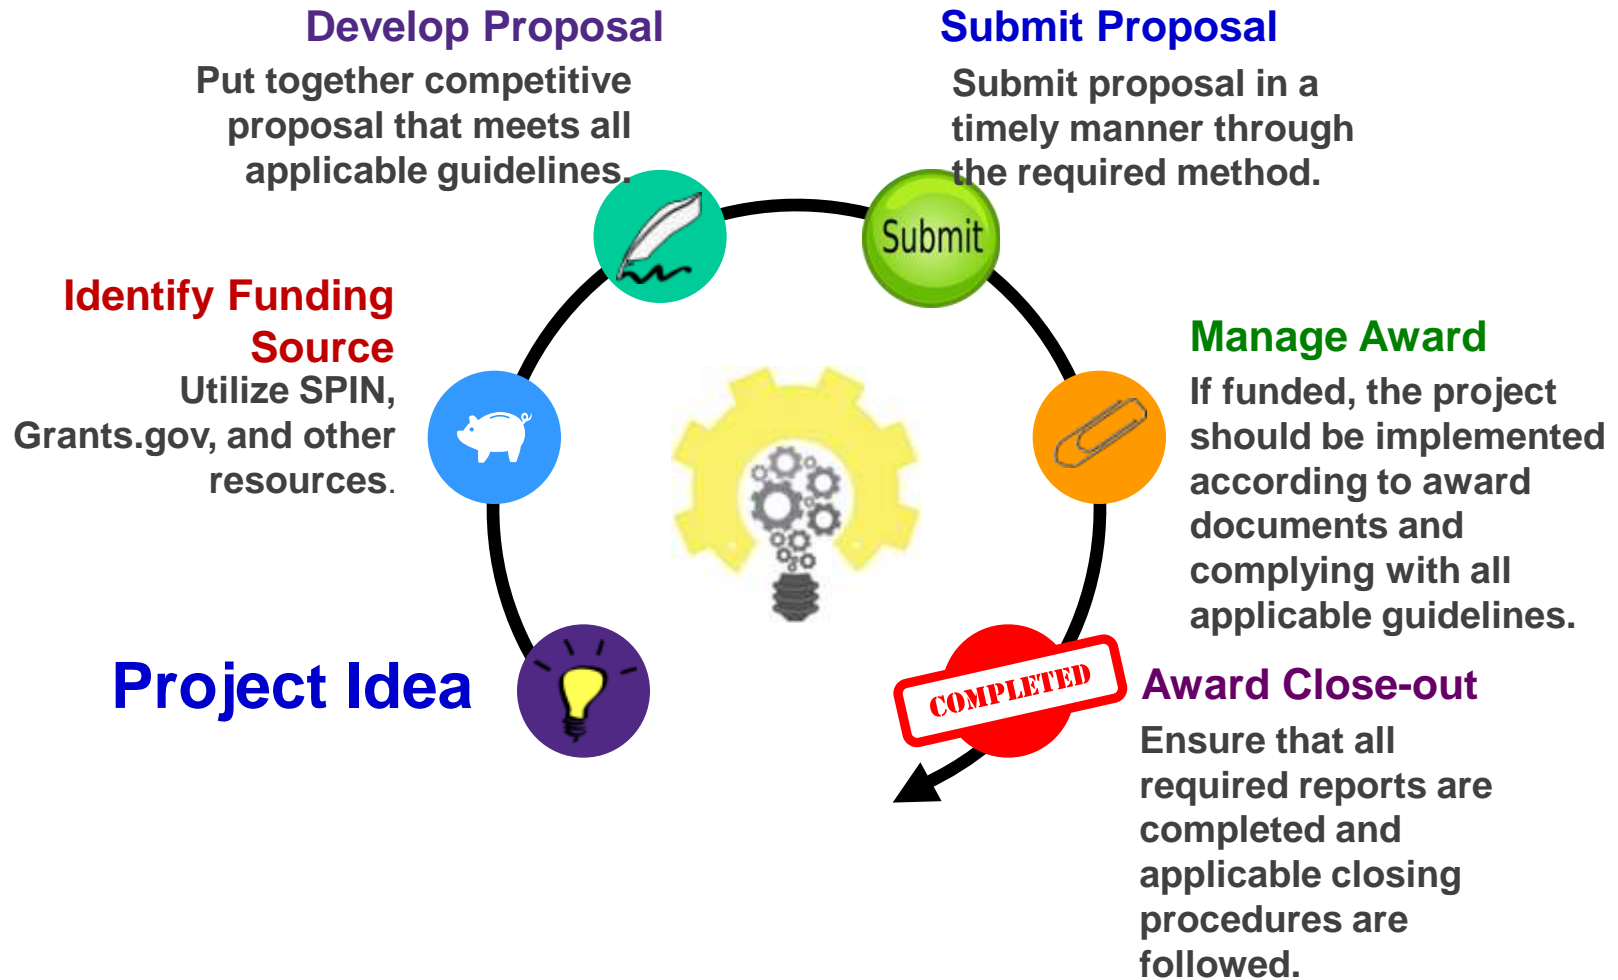 Develop Proposal
Put together competitive
proposal that meets all
applicable guidelines.
Submit Proposal
Submit proposal in a
timely manner through
the required method.
Submit
Identify Funding
Source
Utilize SPIN,
Grants.gov, and other
resources.
Manage Award
If funded, the project
should be implemented
according to award
documents and
complying with all
applicable guidelines.
Project Idea
COMPLETED
Award Close-out
Ensure that all
required reports are
completed and
applicable closing
procedures are
followed.